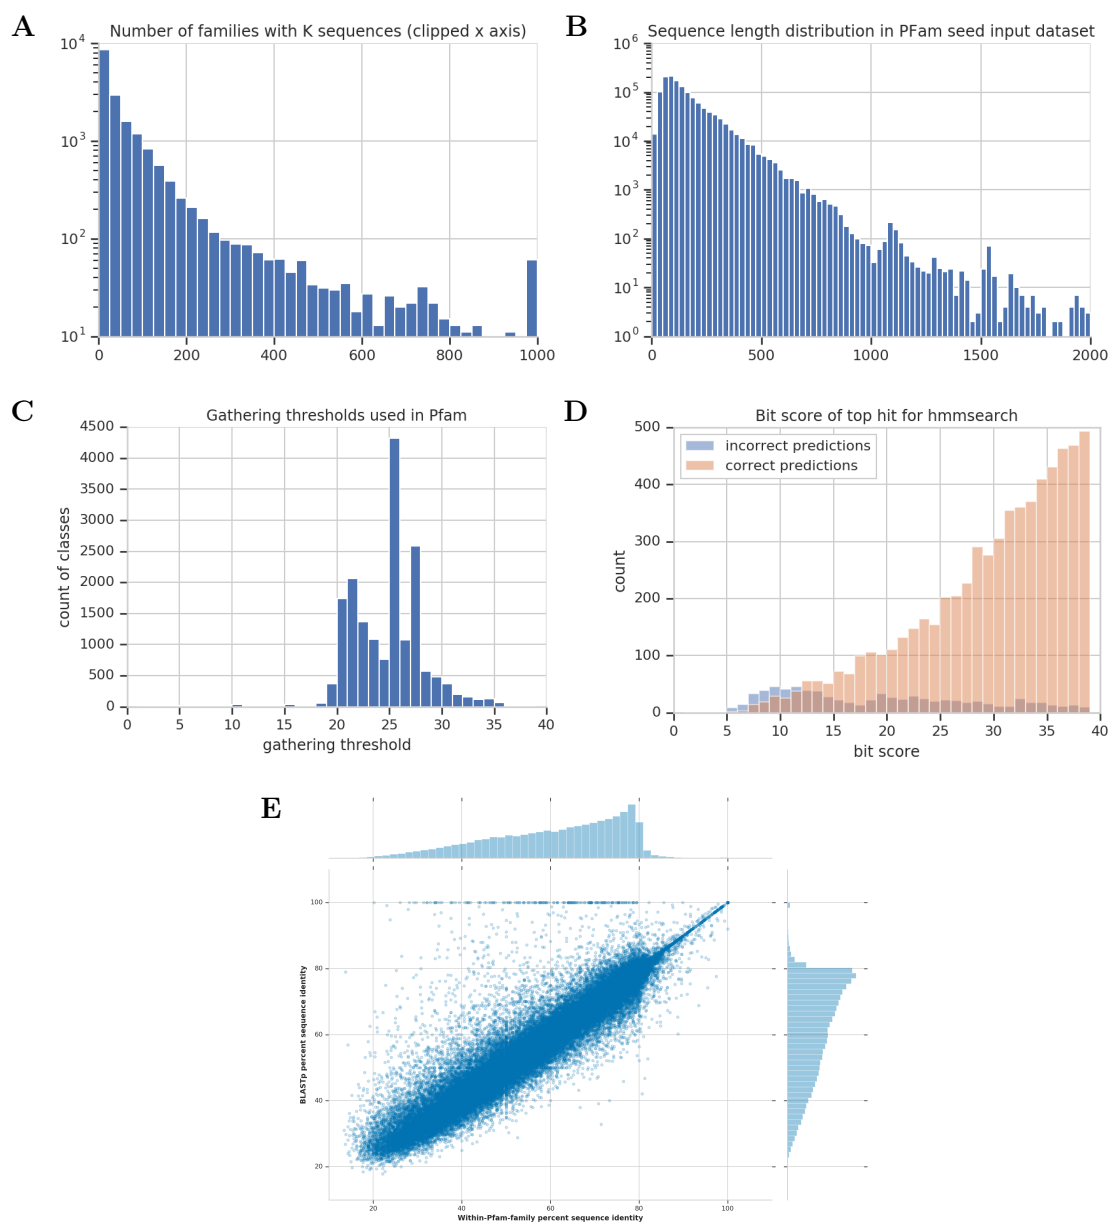 A
Number of families with K sequences (clipped x axis)
10^4
10^3
10^2
10^1
0 200 400 600 800 1000
B
Sequence length distribution in PFam seed input dataset
10^6
10^5
10^4
10^3
10^2
10^1
10^0
0 500 1000 1500 2000
C
Gathering thresholds used in Pfam
count of classes
4500
4000
3500
3000
2500
2000
1500
1000
500
0
0 5 10 15 20 25 30 35 40
gathering threshold
D
Bit score of top hit for hmmsearch
incorrect predictions
correct predictions
count
500
400
300
200
100
0
0 5 10 15 20 25 30 35 40
bit score
E
BLASTp percent sequence identity
100
80
60
40
20
20 40 60 80 100
Within-Pfam-family percent sequence identity